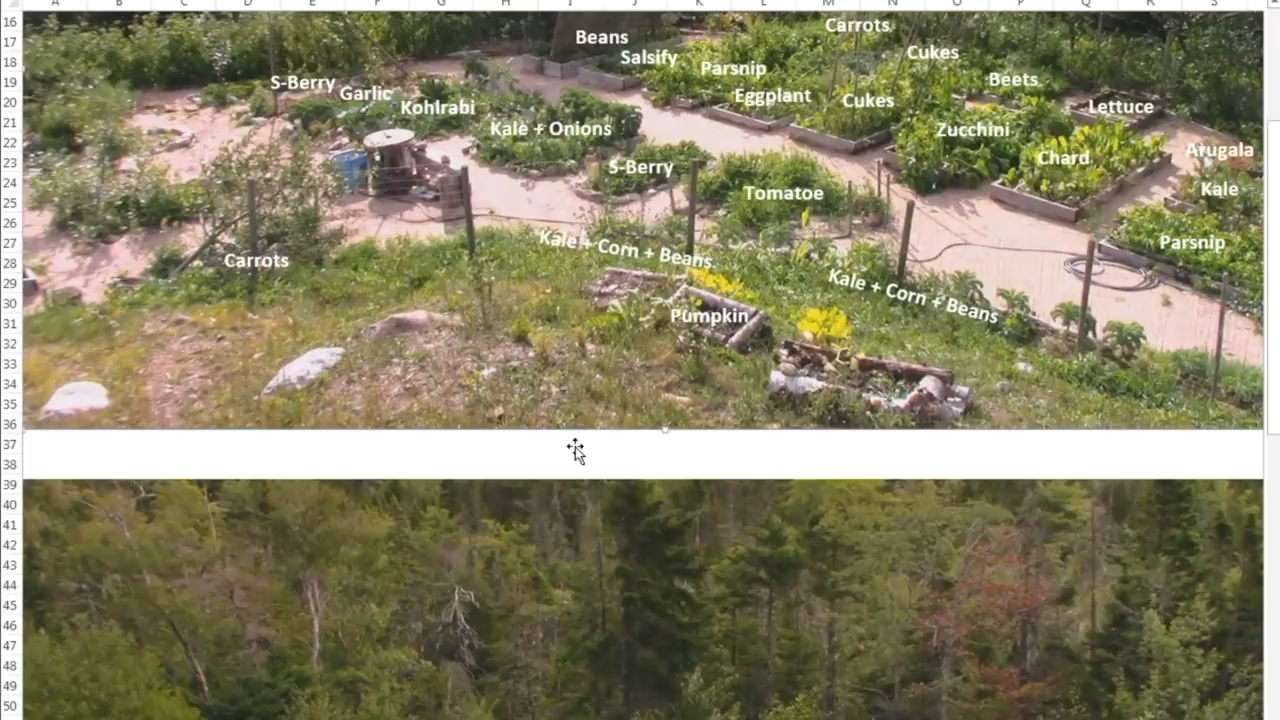 A B C D E F G H I J K L M N O P Q R S
16
17
18
19
20
21
22
23
24
25
26
27
28
29
30
31
32
33
34
35
36
37
38
39
40
41
42
43
44
45
46
47
48
49
50
Carrots
Beans
Cukes
Salsify
Parsnip
Beets
S-Berry
Garlic
Eggplant
Cukes
Kohlrabi
Lettuce
Kale + Onions
Zucchini
Arugala
Chard
S-Berry
Tomatoe
Kale
Parsnip
Kale + Corn + Beans
Carrots
Kale + Corn + Beans
Pumpkin